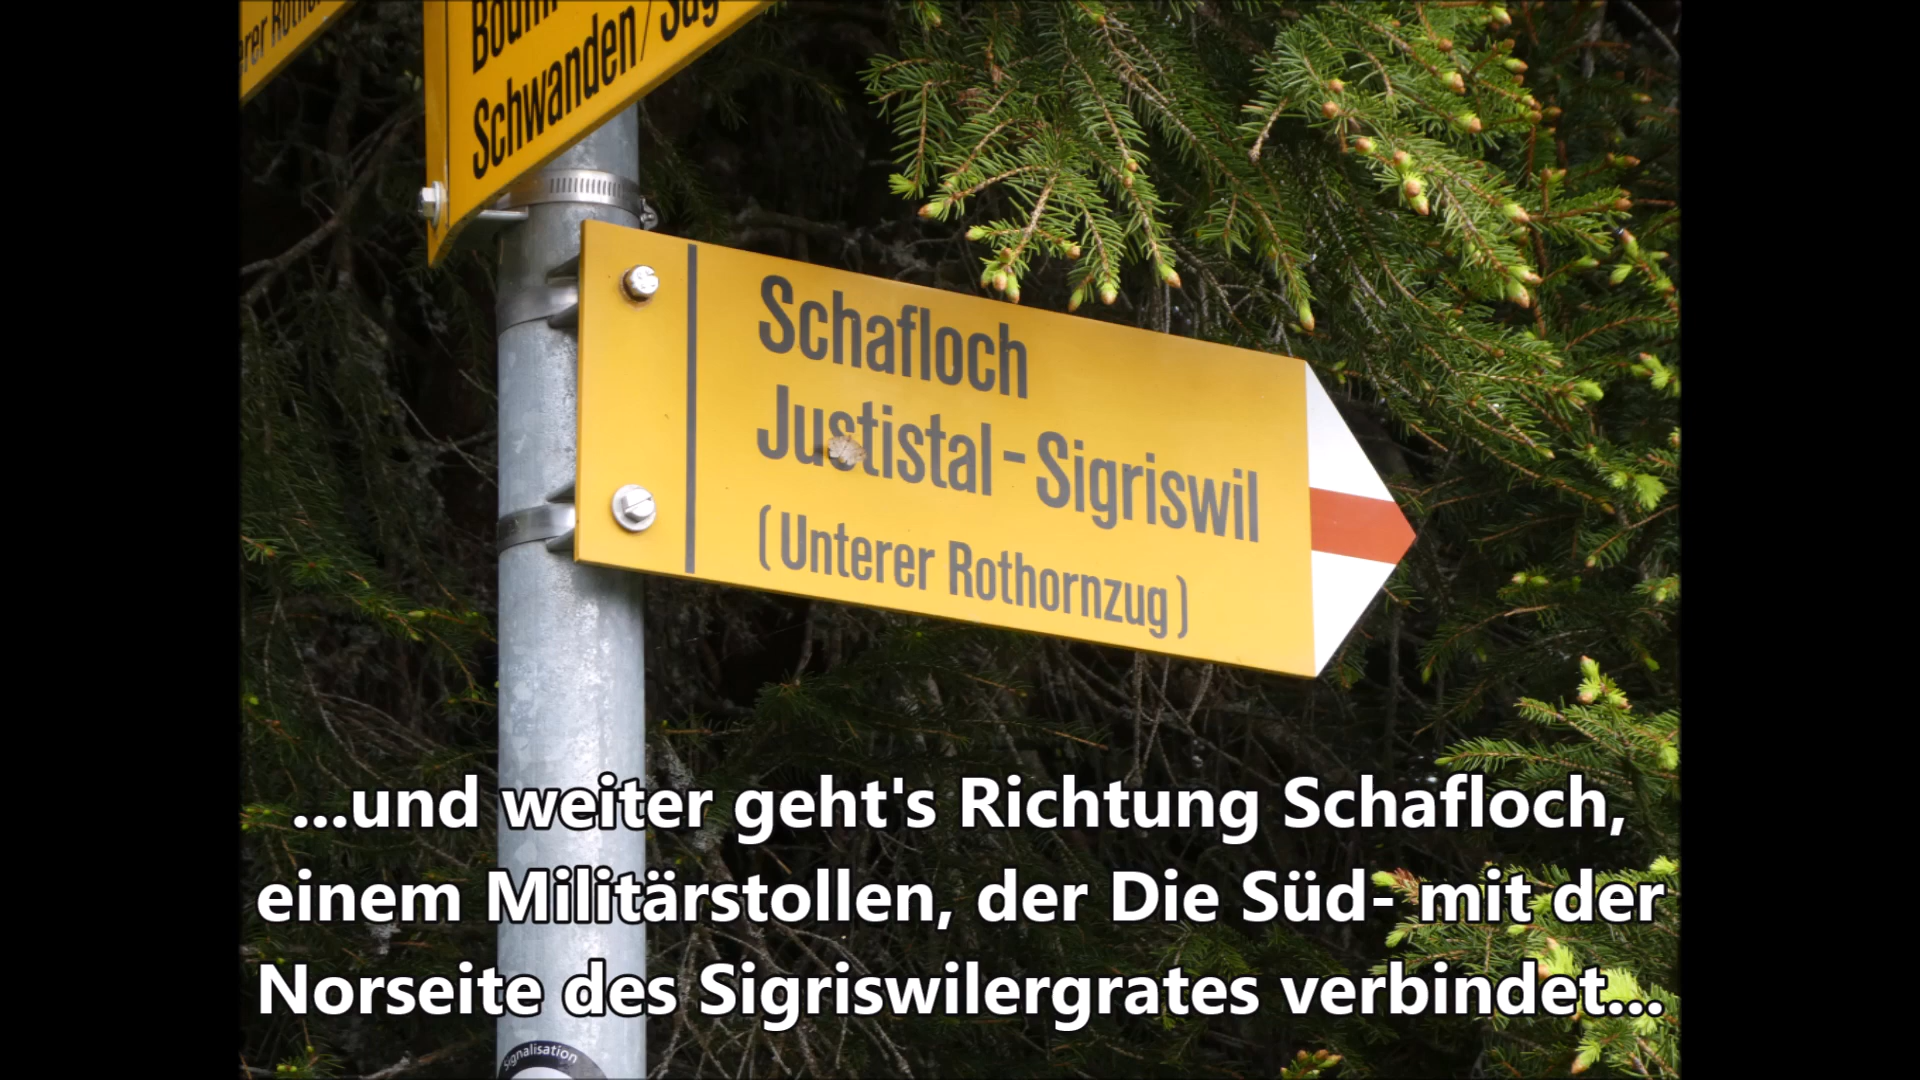 Schwanden/
Schafloch
Justistal-Sigriswil
(Unterer Rothornzug)
...und weiter geht's Richtung Schafloch,
einem Militärstollen, der Die Süd- mit der
Norseite des Sigriswilergrates verbindet...
Signalisation